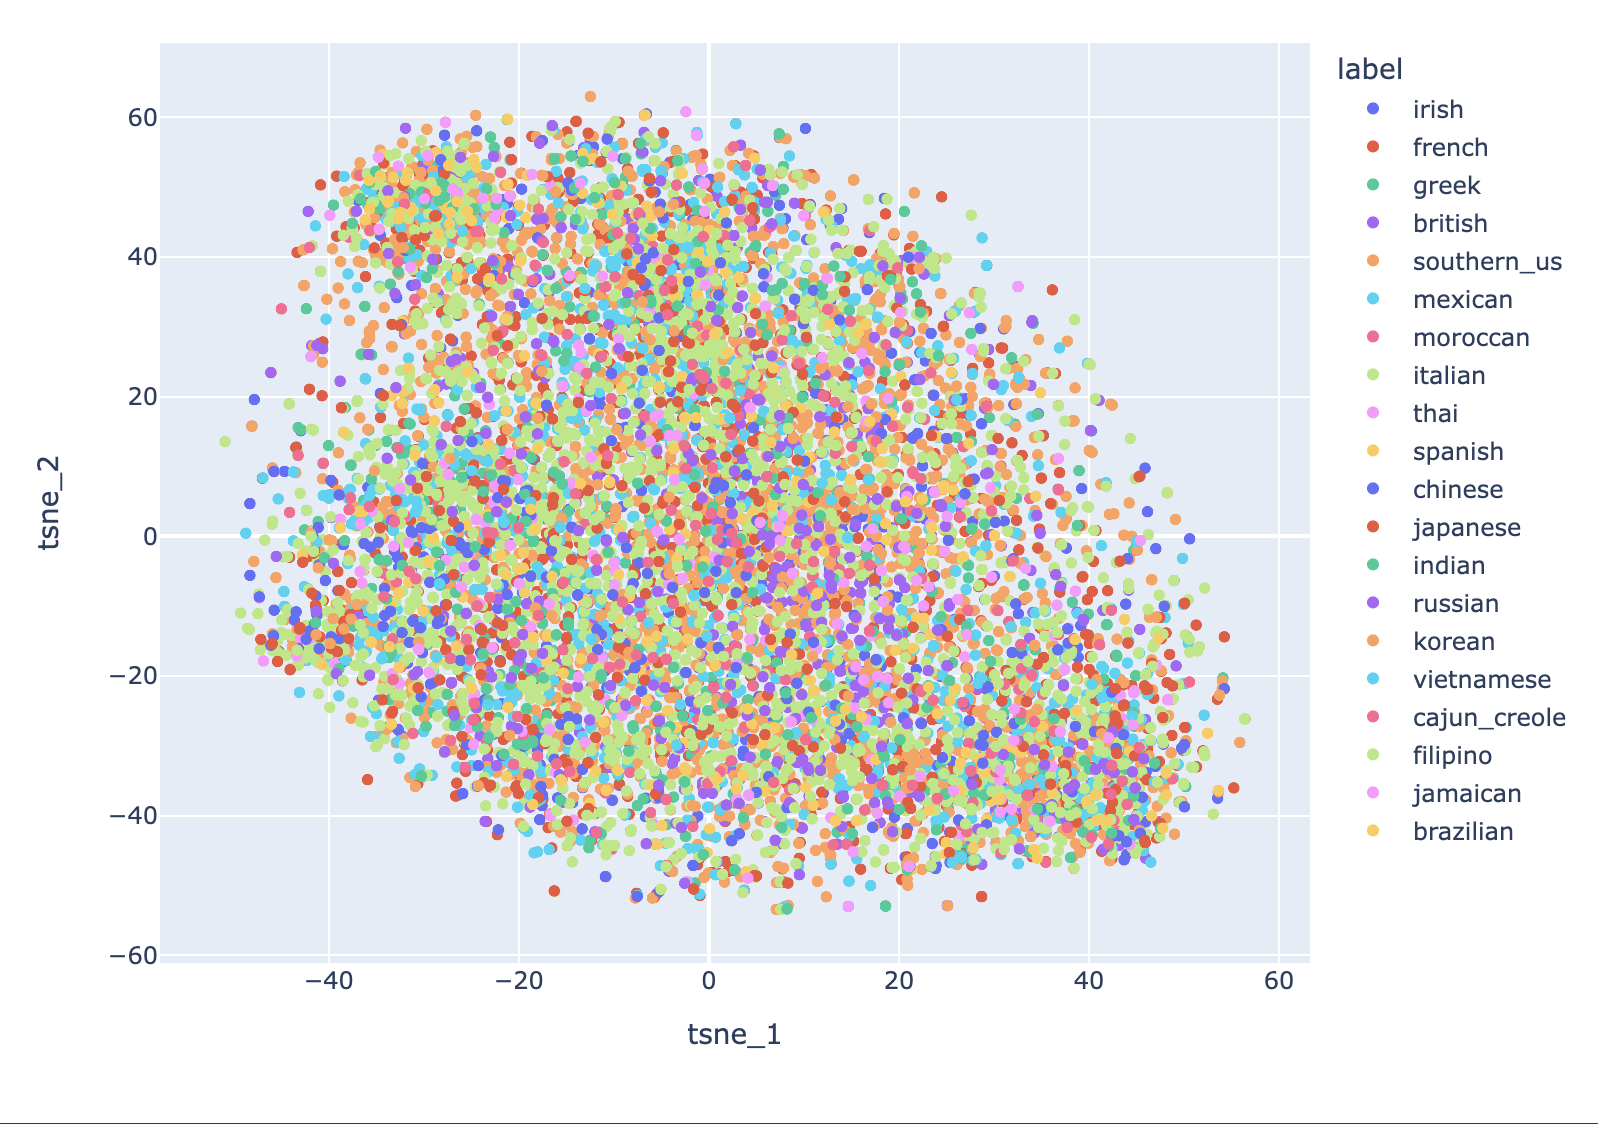 label
irish
french
greek
british
southern_us
mexican
moroccan
italian
thai
spanish
chinese
japanese
indian
russian
korean
vietnamese
cajun_creole
filipino
jamaican
brazilian
60
40
20
0
−20
−40
−60
tsne_2
−40
−20
0
20
40
60
tsne_1